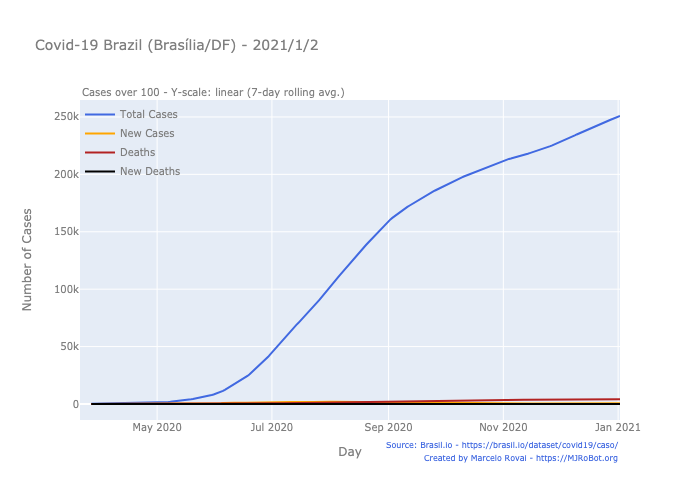 Covid-19 Brazil (Brasília/DF) - 2021/1/2
Cases over 100 - Y-scale: linear (7-day rolling avg.)
Total Cases
New Cases
Deaths
New Deaths
250k
200k
150k
100k
50k
0
Number of Cases
May 2020
Jul 2020
Sep 2020
Nov 2020
Jan 2021
Day
Source: Brasil.io - https://brasil.io/dataset/covid19/caso/
Created by Marcelo Rovai - https://MJRoBot.org